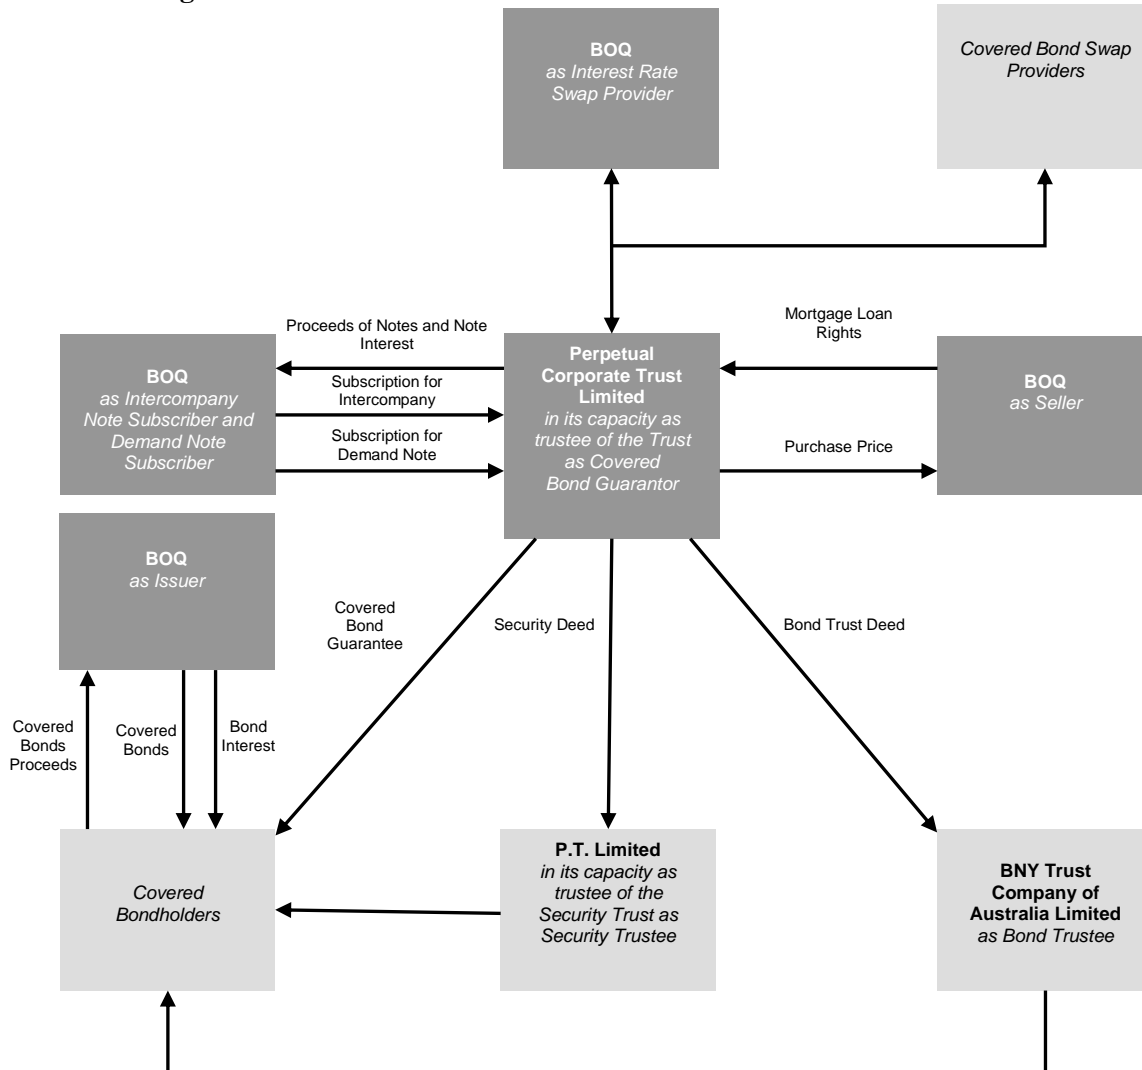 BOQ
as Interest Rate
Swap Provider
Covered Bond Swap
Providers
Proceeds of Notes and Note
Interest
Subscription for
Intercompany
Subscription for
Demand Note
BOQ
as Intercompany
Note Subscriber and
Demand Note
Subscriber
Perpetual
Corporate Trust
Limited
in its capacity as
trustee of the Trust
as Covered
Bond Guarantor
Mortgage Loan
Rights
Purchase Price
BOQ
as Seller
BOQ
as Issuer
Covered
Bond
Guarantee
Security Deed
Bond Trust Deed
Covered
Bonds
Proceeds
Covered
Bonds
Bond
Interest
Covered
Bondholders
P.T. Limited
in its capacity as
trustee of the
Security Trust as
Security Trustee
BNY Trust
Company of
Australia Limited
as Bond Trustee